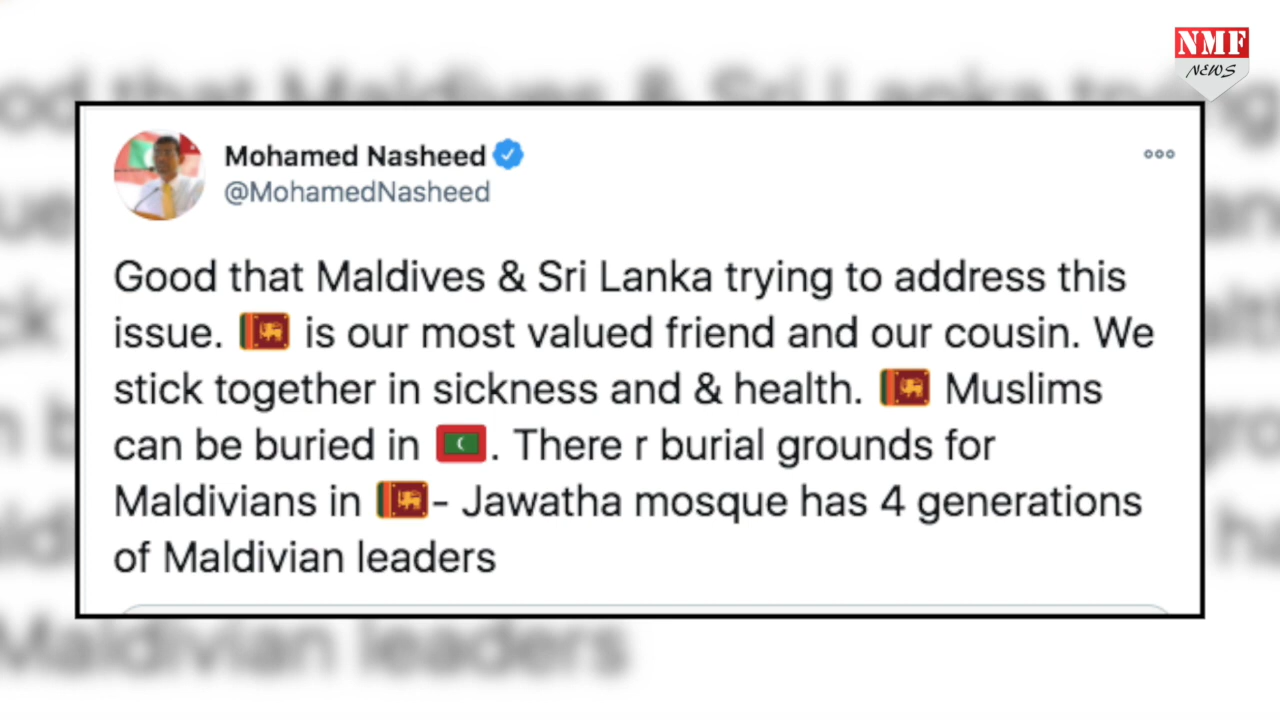 NMF
NEWS
Mohamed Nasheed
@MohamedNasheed
Good that Maldives & Sri Lanka trying to address this
issue. 🇱🇰 is our most valued friend and our cousin. We
stick together in sickness and & health. 🇱🇰 Muslims
can be buried in 🇲🇻. There r burial grounds for
Maldivians in 🇱🇰- Jawatha mosque has 4 generations
of Maldivian leaders